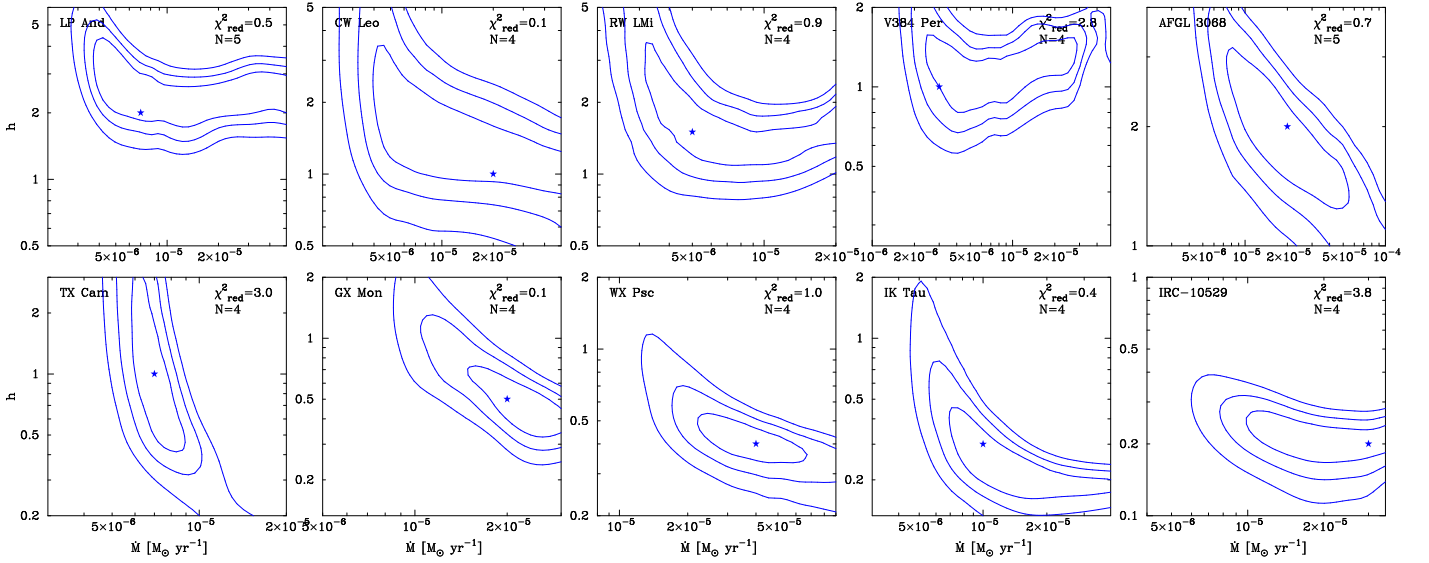 5 LP And χ²red=0.5
N=5
2
1
0.5
h
5×10⁻⁶ 10⁻⁵ 2×10⁻⁵
5 CW Leo χ²red=0.1
N=4
2
1
0.5
5×10⁻⁶ 10⁻⁵ 2×10⁻⁵
5 RW LMi χ²red=0.9
N=4
2
1
0.5
5×10⁻⁶ 10⁻⁵ 2×10⁻⁵
2 V384 Per χ²red=2.8
N=4
1
0.5
5×10⁻⁶ 10⁻⁵ 2×10⁻⁵
AFGL 3068 χ²red=0.7
N=5
2
1
5×10⁻⁶ 10⁻⁵ 2×10⁻⁵ 5×10⁻⁵ 10⁻⁴
TX Cam χ²red=3.0
N=4
2
1
0.5
0.2
h
5×10⁻⁶ 10⁻⁵ 2×10⁻⁵
Ṁ [M⊙ yr⁻¹]
2 GX Mon χ²red=0.1
N=4
1
0.5
0.2
5×10⁻⁶ 10⁻⁵ 2×10⁻⁵
Ṁ [M⊙ yr⁻¹]
2 WX Psc χ²red=1.0
N=4
1
0.5
0.2
10⁻⁵ 2×10⁻⁵ 5×10⁻⁵
Ṁ [M⊙ yr⁻¹]
2 IK Tau χ²red=0.4
N=4
1
0.5
0.2
5×10⁻⁶ 10⁻⁵ 2×10⁻⁵
Ṁ [M⊙ yr⁻¹]
1 IRC-10529 χ²red=3.8
N=4
0.5
0.2
0.1
5×10⁻⁶ 10⁻⁵ 2×10⁻⁵
Ṁ [M⊙ yr⁻¹]